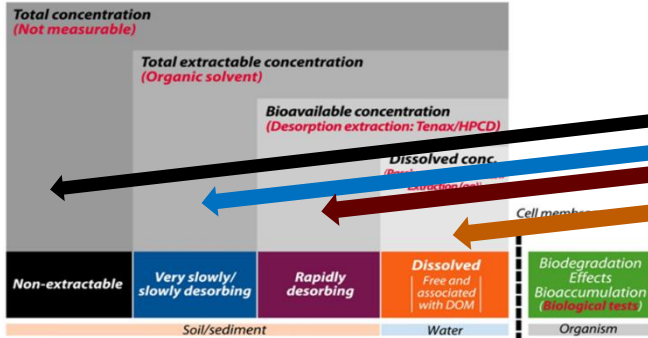 Total concentration
(Not measurable)
Total extractable concentration
(Organic solvent)
Bioavailable concentration
(Desorption extraction: Tenax/HPCD)
Dissolved conc.
Cell
Non-extractable
Very slowly/
slowly desorbing
Rapidly
desorbing
Dissolved
Free and
associated
with DOM
Biodegradation
Effects
Bioaccumulation
(Biological tests)
Soil/sediment
Water
Organism